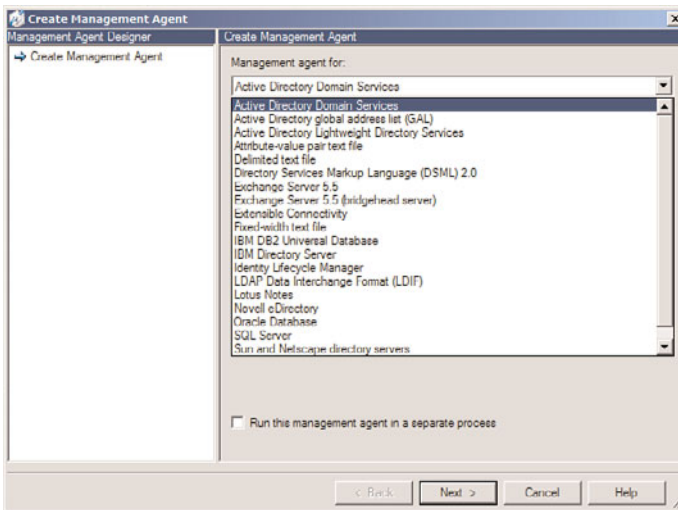 Create Management Agent
Management Agent Designer
Create Management Agent
Create Management Agent
Management agent for:
Active Directory Domain Services
Active Directory Domain Services
Active Directory global address list (GAL)
Active Directory Lightweight Directory Services
Attribute-value pair text file
Delimited text file
Directory Services Markup Language (DSML) 2.0
Exchange Server 5.5
Exchange Server 5.5 (bridgehead server)
Extensible Connectivity
Fixed-width text file
IBM DB2 Universal Database
IBM Directory Server
Identity Lifecycle Manager
LDAP Data Interchange Format (LDIF)
Lotus Notes
Novell eDirectory
Oracle Database
SQL Server
Sun and Netscape directory servers
Run this management agent in a separate process
< Back
Next >
Cancel
Help